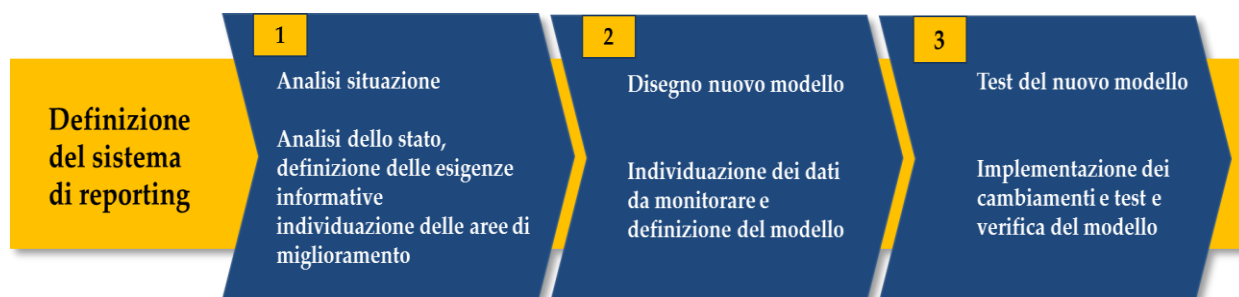 Definizione
del sistema
di reporting
1
Analisi situazione
Analisi dello stato,
definizione delle esigenze
informative
individuazione delle aree di
miglioramento
2
Disegno nuovo modello
Individuazione dei dati
da monitorare e
definizione del modello
3
Test del nuovo modello
Implementazione dei
cambiamenti e test e
verifica del modello